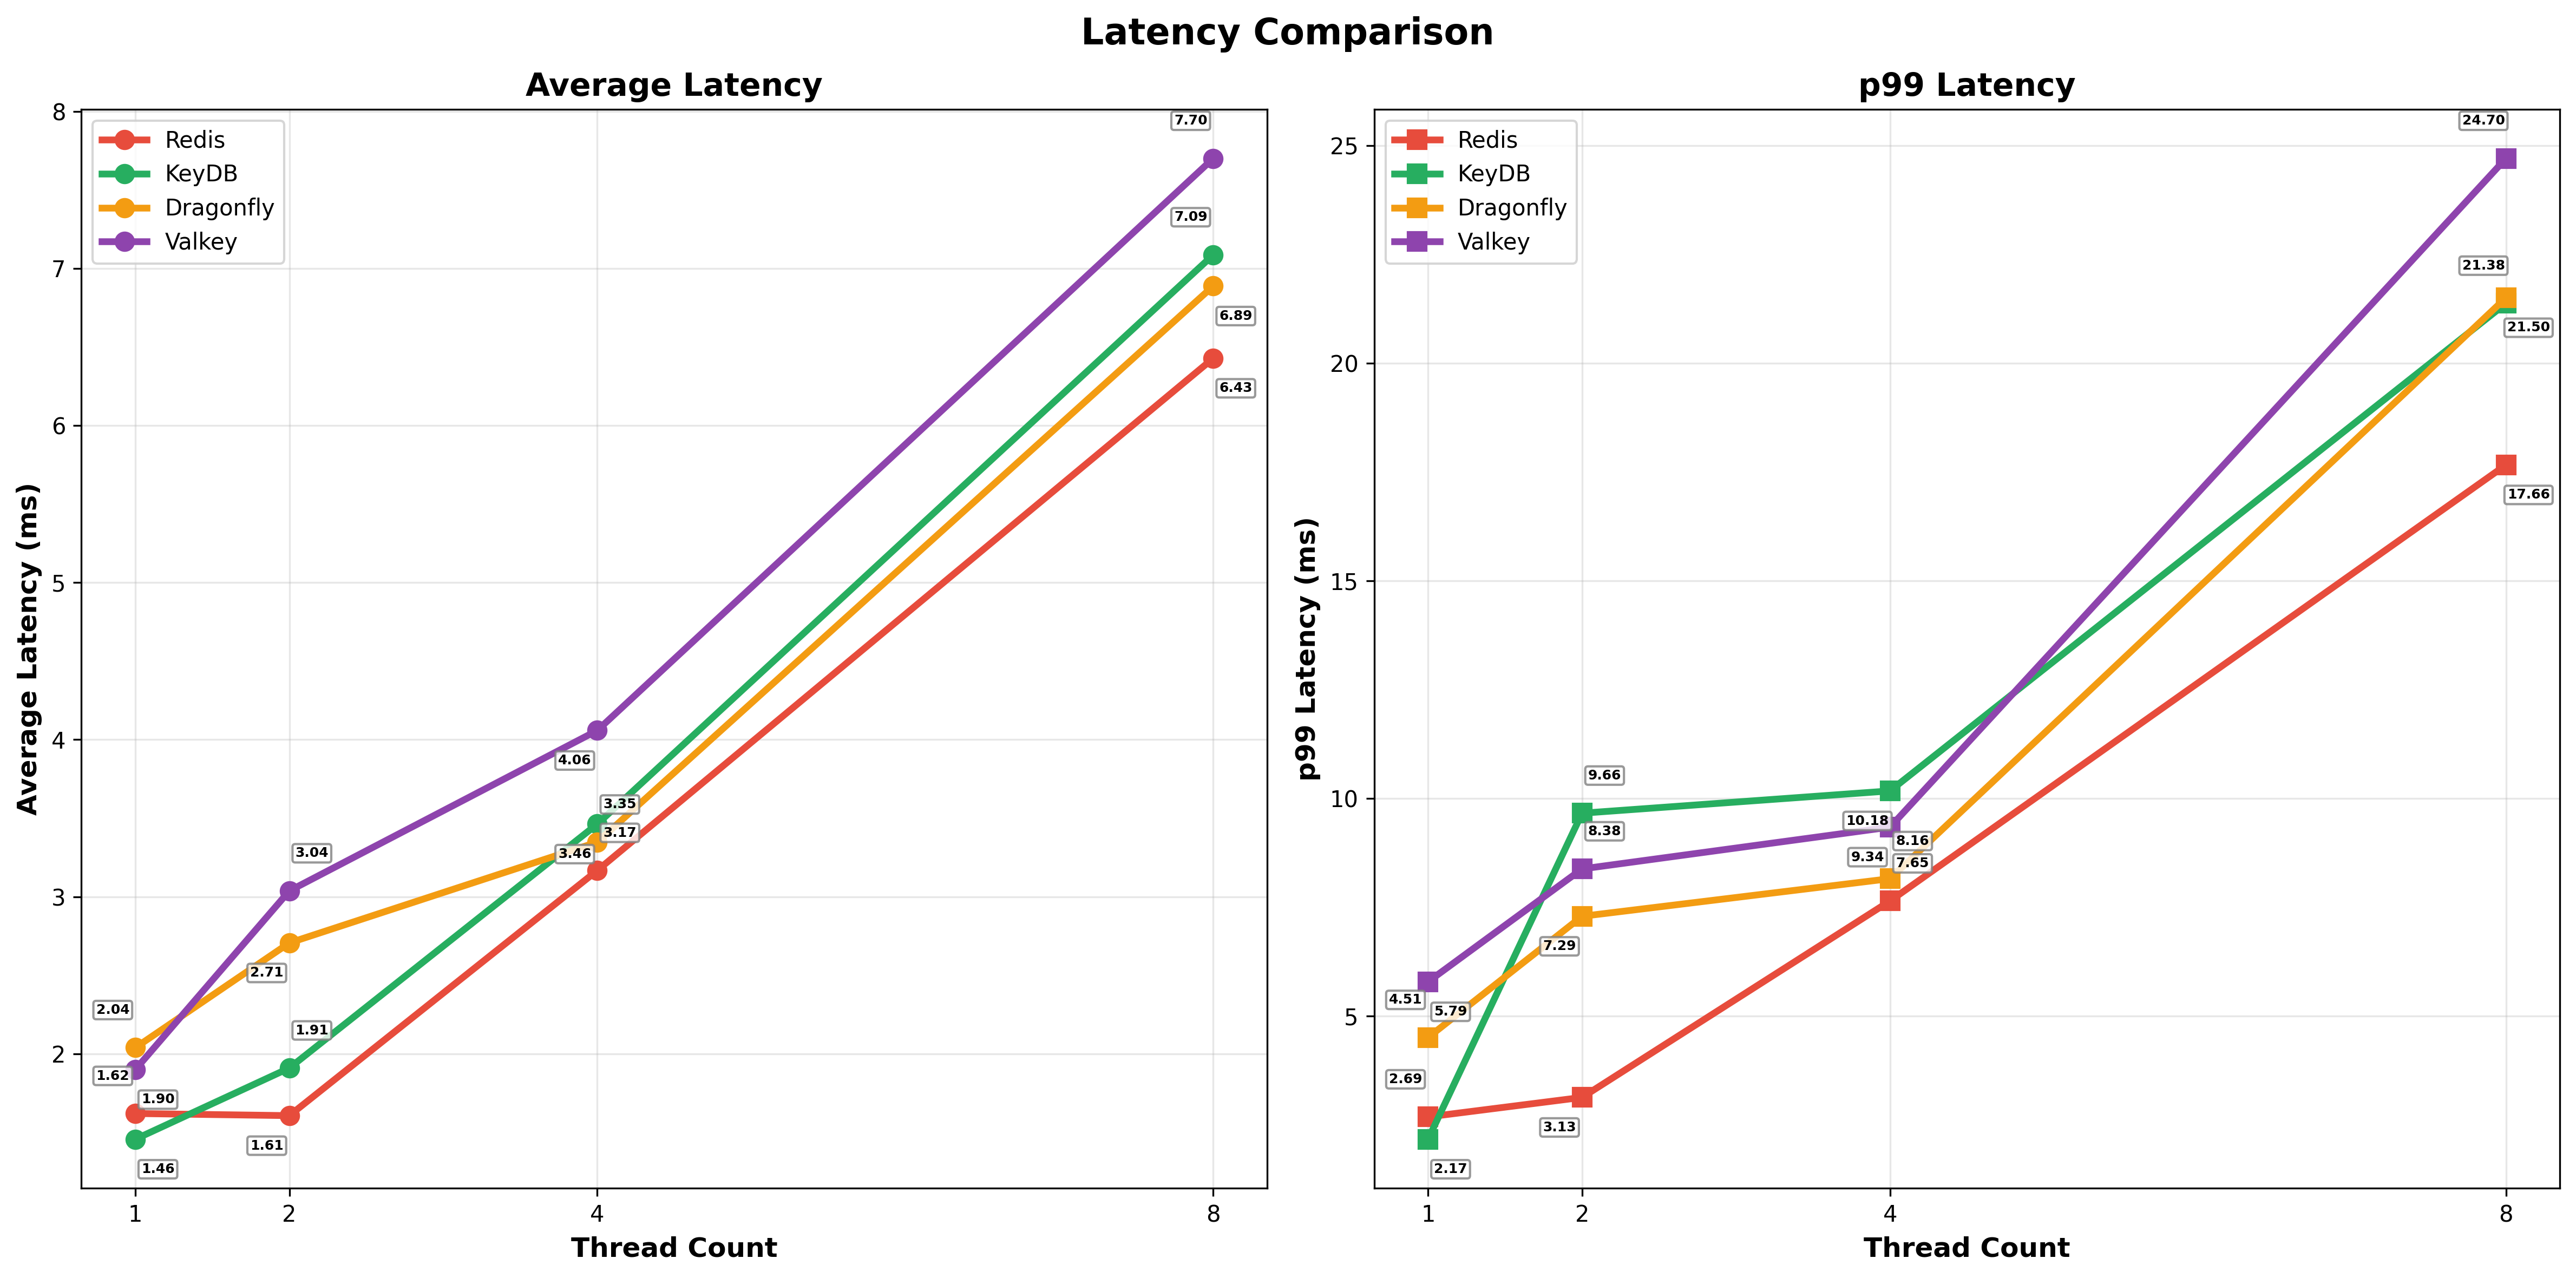 Latency Comparison
Average Latency
8
7
6
5
4
3
2
Average Latency (ms)
Redis
KeyDB
Dragonfly
Valkey
7.70
7.09
6.89
6.43
4.06
3.35
3.17
3.46
3.04
2.71
2.04
1.91
1.62
1.90
1.61
1.46
1 2 4 8
Thread Count
p99 Latency
25
20
15
10
5
p99 Latency (ms)
Redis
KeyDB
Dragonfly
Valkey
24.70
21.38
21.50
17.66
9.66
10.18
8.38
8.16
9.34
7.65
7.29
4.51
5.79
2.69
3.13
2.17
1 2 4 8
Thread Count